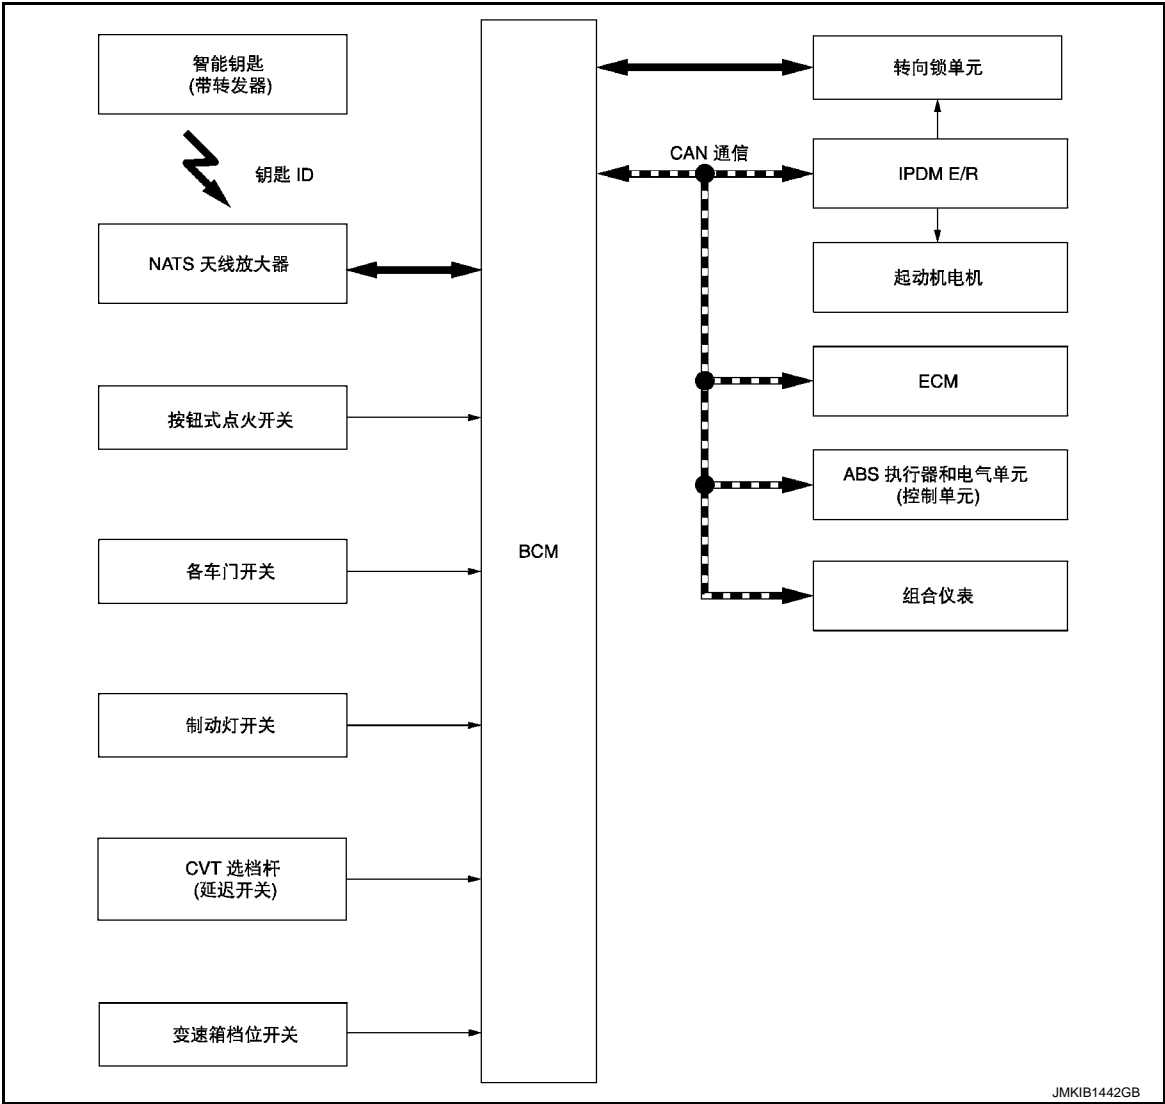 智能钥匙
(带转发器)
钥匙 ID
NATS 天线放大器
按钮式点火开关
各车门开关
制动灯开关
CVT 选档杆
(延迟开关)
变速箱档位开关
BCM
CAN 通信
转向锁单元
IPDM E/R
起动机电机
ECM
ABS 执行器和电气单元
(控制单元)
组合仪表
JMKIB1442GB